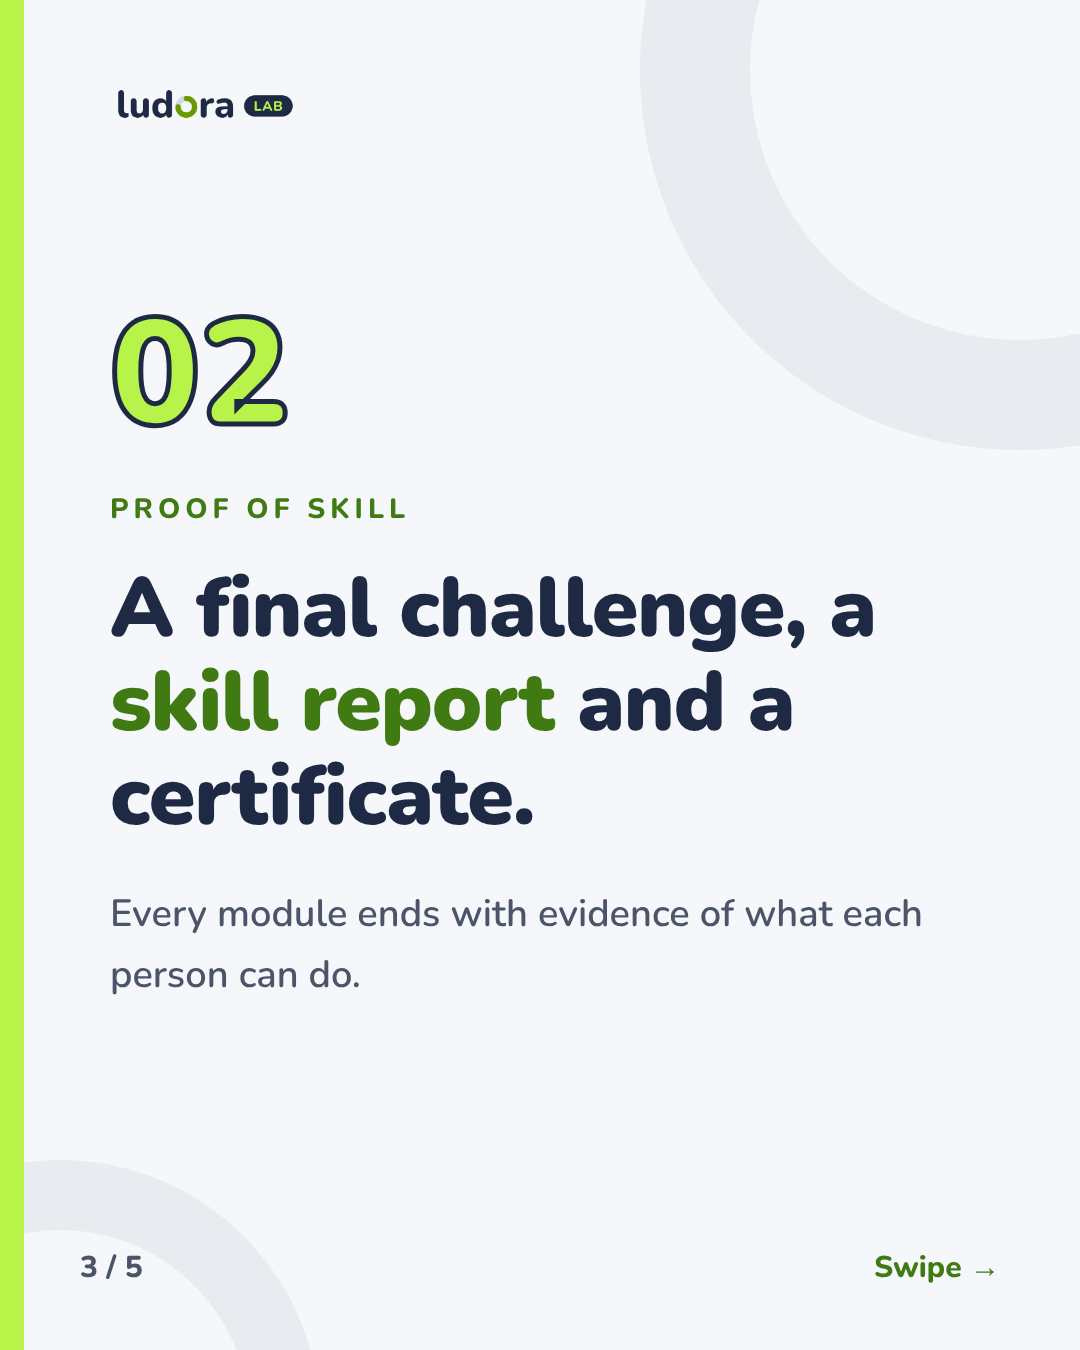 ludora LAB
02
PROOF OF SKILL
A final challenge, a
skill report and a
certificate.
Every module ends with evidence of what each
person can do.
3 / 5
Swipe →